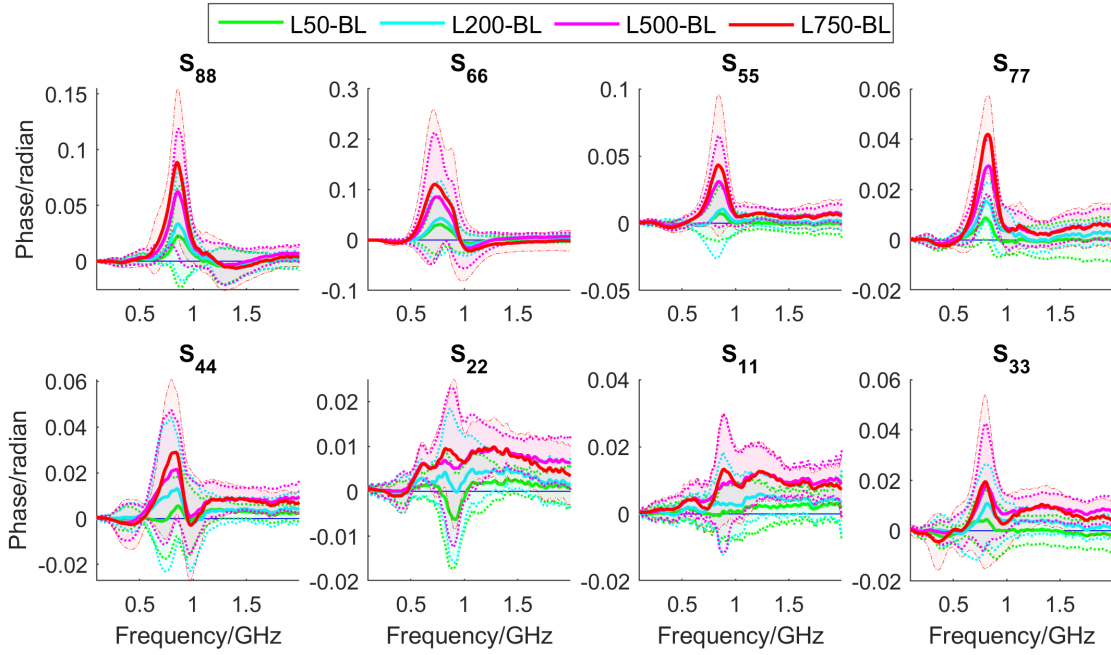 L50-BL L200-BL L500-BL L750-BL
S88 S66 S55 S77
Phase/radian
0.15 0.1 0.05 0
0.3 0.2 0.1 0 -0.1
0.1 0.05 0 -0.05
0.06 0.04 0.02 0 -0.02
0.5 1 1.5 0.5 1 1.5 0.5 1 1.5 0.5 1 1.5
S44 S22 S11 S33
Phase/radian
0.06 0.04 0.02 0 -0.02
0.02 0.01 0 -0.01 0.02
0.04 0.02 0 -0.02
0.06 0.04 0.02 0 -0.02
0.5 1 1.5 0.5 1 1.5 0.5 1 1.5 0.5 1 1.5
Frequency/GHz Frequency/GHz Frequency/GHz Frequency/GHz